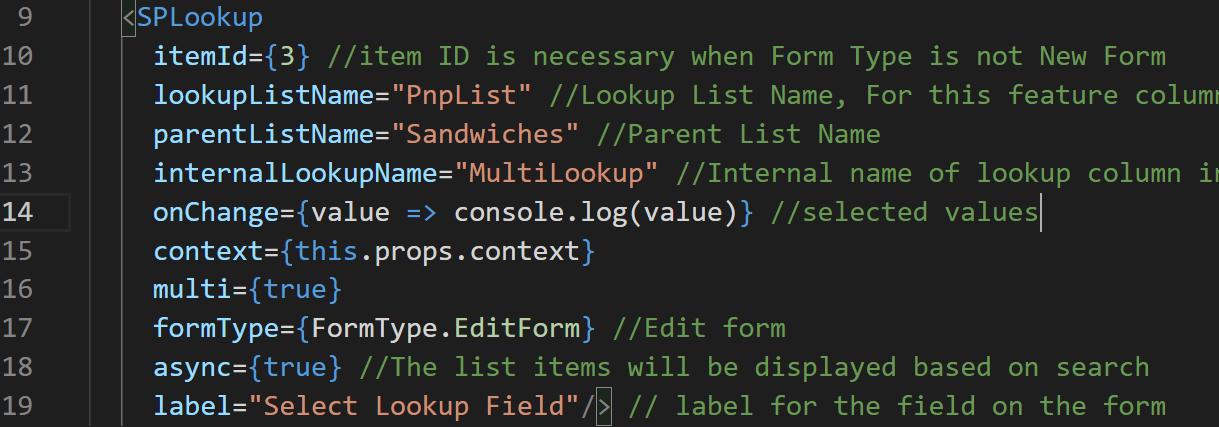 9 <SPLookup
10 itemId={3} //item ID is necessary when Form Type is not New Form
11 lookupListName="PnpList" //Lookup List Name, For this feature colum
12 parentListName="Sandwiches" //Parent List Name
13 internalLookupName="MultiLookup" //Internal name of lookup column in
14 onChange={value => console.log(value)} //selected values
15 context={this.props.context}
16 multi={true}
17 formType={FormType.EditForm} //Edit form
18 async={true} //The list items will be displayed based on search
19 label="Select Lookup Field"/> // label for the field on the form